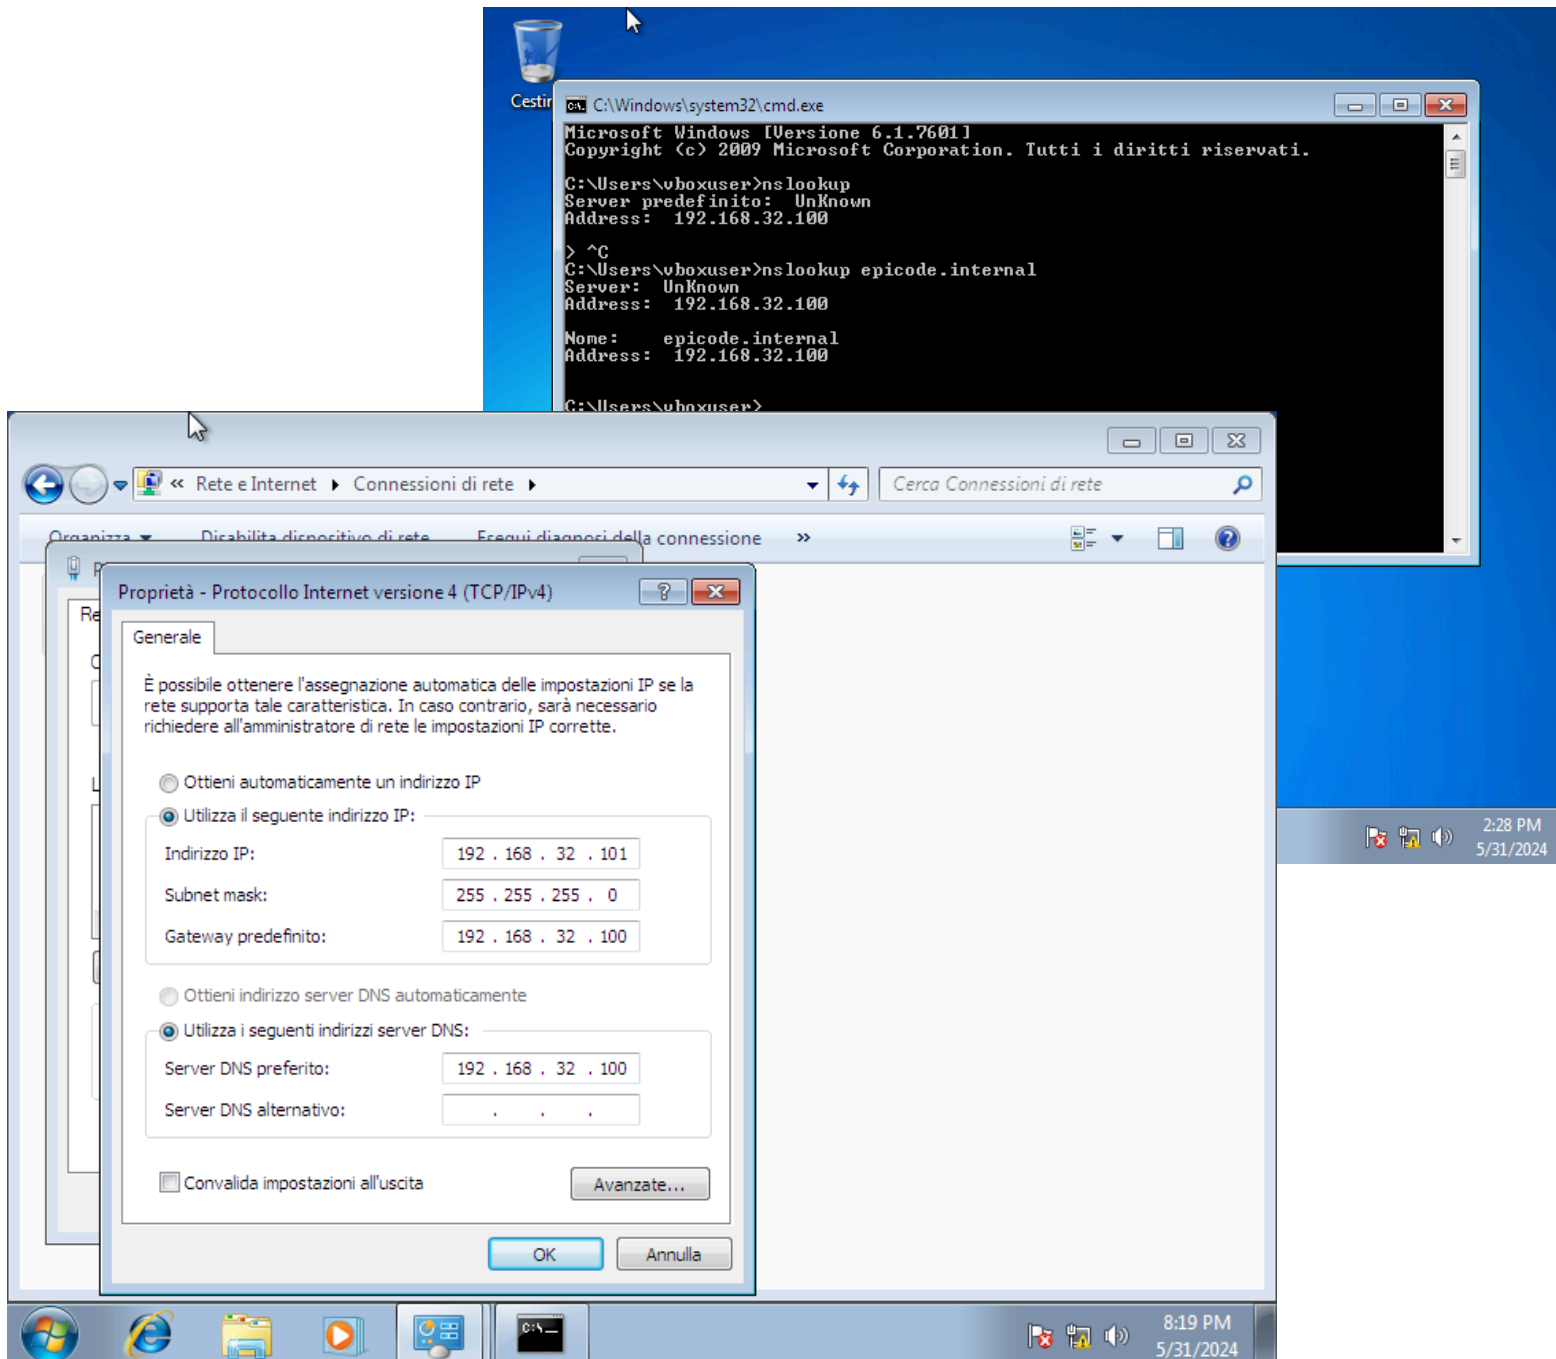 Cestin
C:\Windows\system32\cmd.exe
Microsoft Windows [Versione 6.1.7601]
Copyright (c) 2009 Microsoft Corporation. Tutti i diritti riservati.
C:\Users\vboxuser>nslookup
Server predefinito:  UnKnown
Address:  192.168.32.100
> ^C
C:\Users\vboxuser>nslookup epicode.internal
Server:  UnKnown
Address:  192.168.32.100
Nome:    epicode.internal
Address:  192.168.32.100
C:\Users\vboxuser>
2:28 PM
5/31/2024
« Rete e Internet ▸ Connessioni di rete ▸
Cerca Connessioni di rete
Organizza Disabilita dispositivo di rete Esegui diagnosi della connessione »
Proprietà - Protocollo Internet versione 4 (TCP/IPv4)
Generale
È possibile ottenere l'assegnazione automatica delle impostazioni IP se la
rete supporta tale caratteristica. In caso contrario, sarà necessario
richiedere all'amministratore di rete le impostazioni IP corrette.
Ottieni automaticamente un indirizzo IP
Utilizza il seguente indirizzo IP:
Indirizzo IP: 192 . 168 . 32 . 101
Subnet mask: 255 . 255 . 255 . 0
Gateway predefinito: 192 . 168 . 32 . 100
Ottieni indirizzo server DNS automaticamente
Utilizza i seguenti indirizzi server DNS:
Server DNS preferito: 192 . 168 . 32 . 100
Server DNS alternativo: . . .
Convalida impostazioni all'uscita
Avanzate...
OK Annulla
8:19 PM
5/31/2024